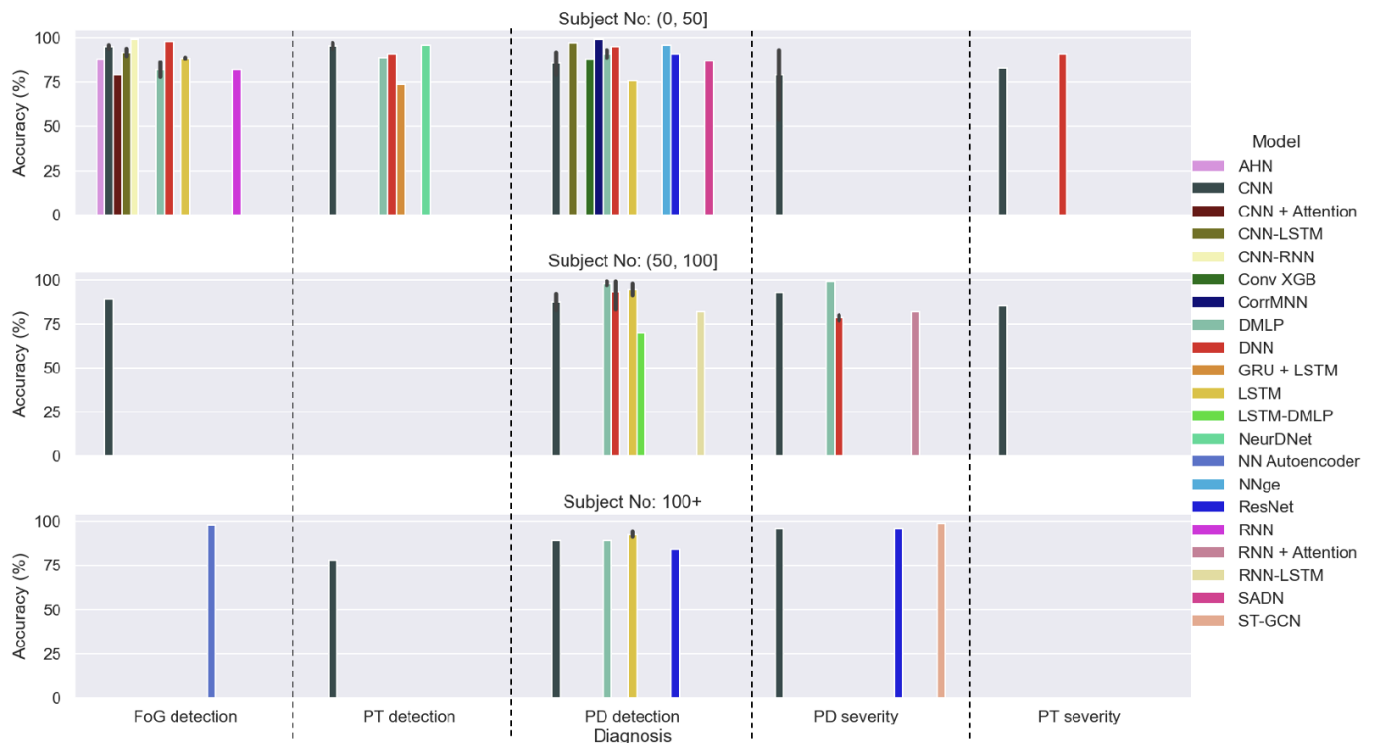 Subject No: (0, 50]
Accuracy (%)
100
75
50
25
0
Subject No: (50, 100]
Accuracy (%)
100
75
50
25
0
Subject No: 100+
Accuracy (%)
100
75
50
25
0
FoG detection
PT detection
PD detection
PD severity
PT severity
Diagnosis
Model
AHN
CNN
CNN + Attention
CNN-LSTM
CNN-RNN
Conv XGB
CorrMNN
DMLP
DNN
GRU + LSTM
LSTM
LSTM-DMLP
NeurDNet
NN Autoencoder
NNge
ResNet
RNN
RNN + Attention
RNN-LSTM
SADN
ST-GCN